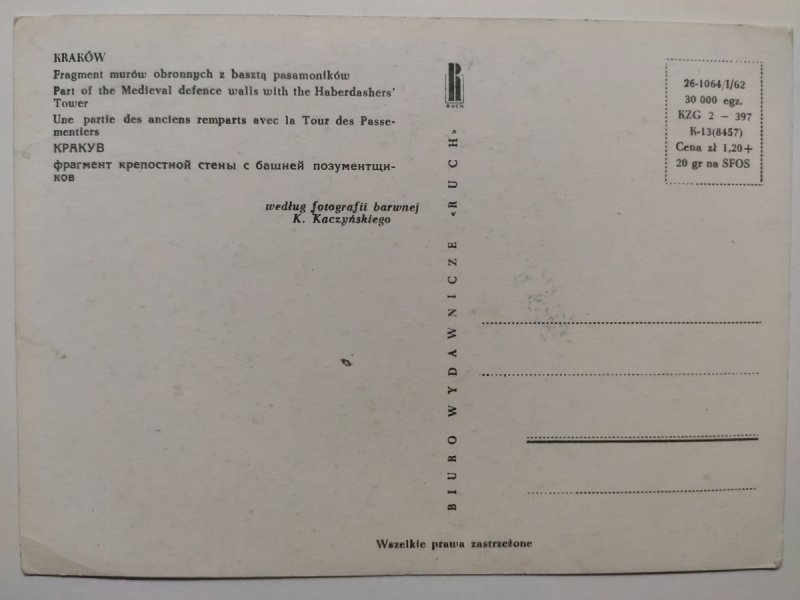 KRAKÓW
Fragment murów obronnych z basztą pasamoników
Part of the Medieval defence walls with the Haberdashers'
Tower
Une partie des anciens remparts avec la Tour des Passe-
mentiers
КРАКУВ
фрагмент крепостной стены с башней позументщи-
ков
według fotografii barwnej
K. Kaczyńskiego
R
RUCH
BIURO WYDAWNICZE «RUCH»
26-1064/I/62
30 000 egz.
KZG 2 – 397
K-13(8457)
Cena zł 1,20+
20 gr na SFOS
Wszelkie prawa zastrzeżone